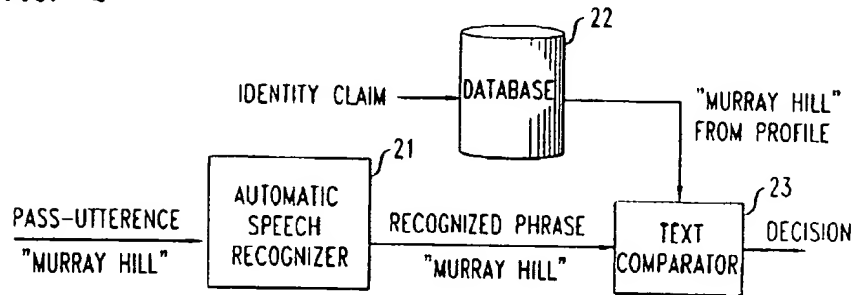 22
IDENTITY CLAIM
DATABASE
"MURRAY HILL"
FROM PROFILE
21
23
PASS-UTTERENCE
"MURRAY HILL"
AUTOMATIC
SPEECH
RECOGNIZER
RECOGNIZED PHRASE
"MURRAY HILL"
TEXT
COMPARATOR
DECISION